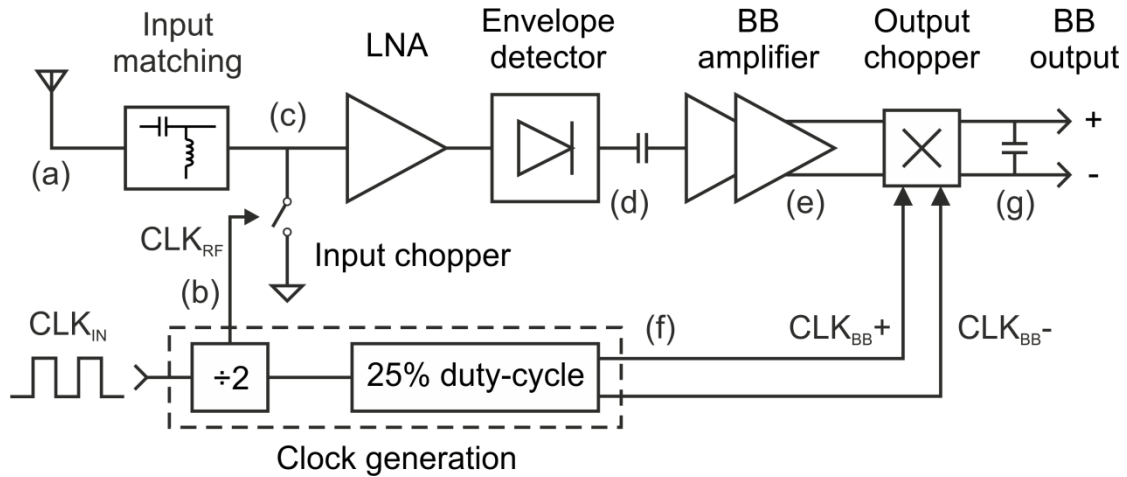 Input
matching
LNA
Envelope
detector
BB
amplifier
Output
chopper
BB
output
(a)
(c)
(d)
(e)
(g)
+
-
CLKRF
Input chopper
(b)
CLKIN
(f)
CLKBB+
CLKBB-
÷2
25% duty-cycle
Clock generation